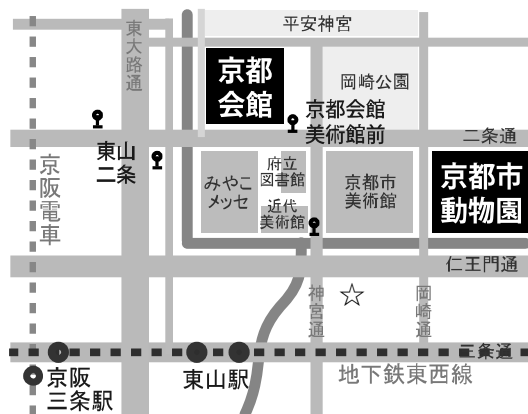 平安神宮
東大路通
京都
会館
岡崎公園
京都会館
美術館前
二条通
東山
二条
京阪電車
みやこ
メッセ
府立
図書館
近代
美術館
京都市
美術館
京都市
動物園
仁王門通
神宮通
☆
岡崎通
三条通
京阪
三条駅
東山駅
地下鉄東西線